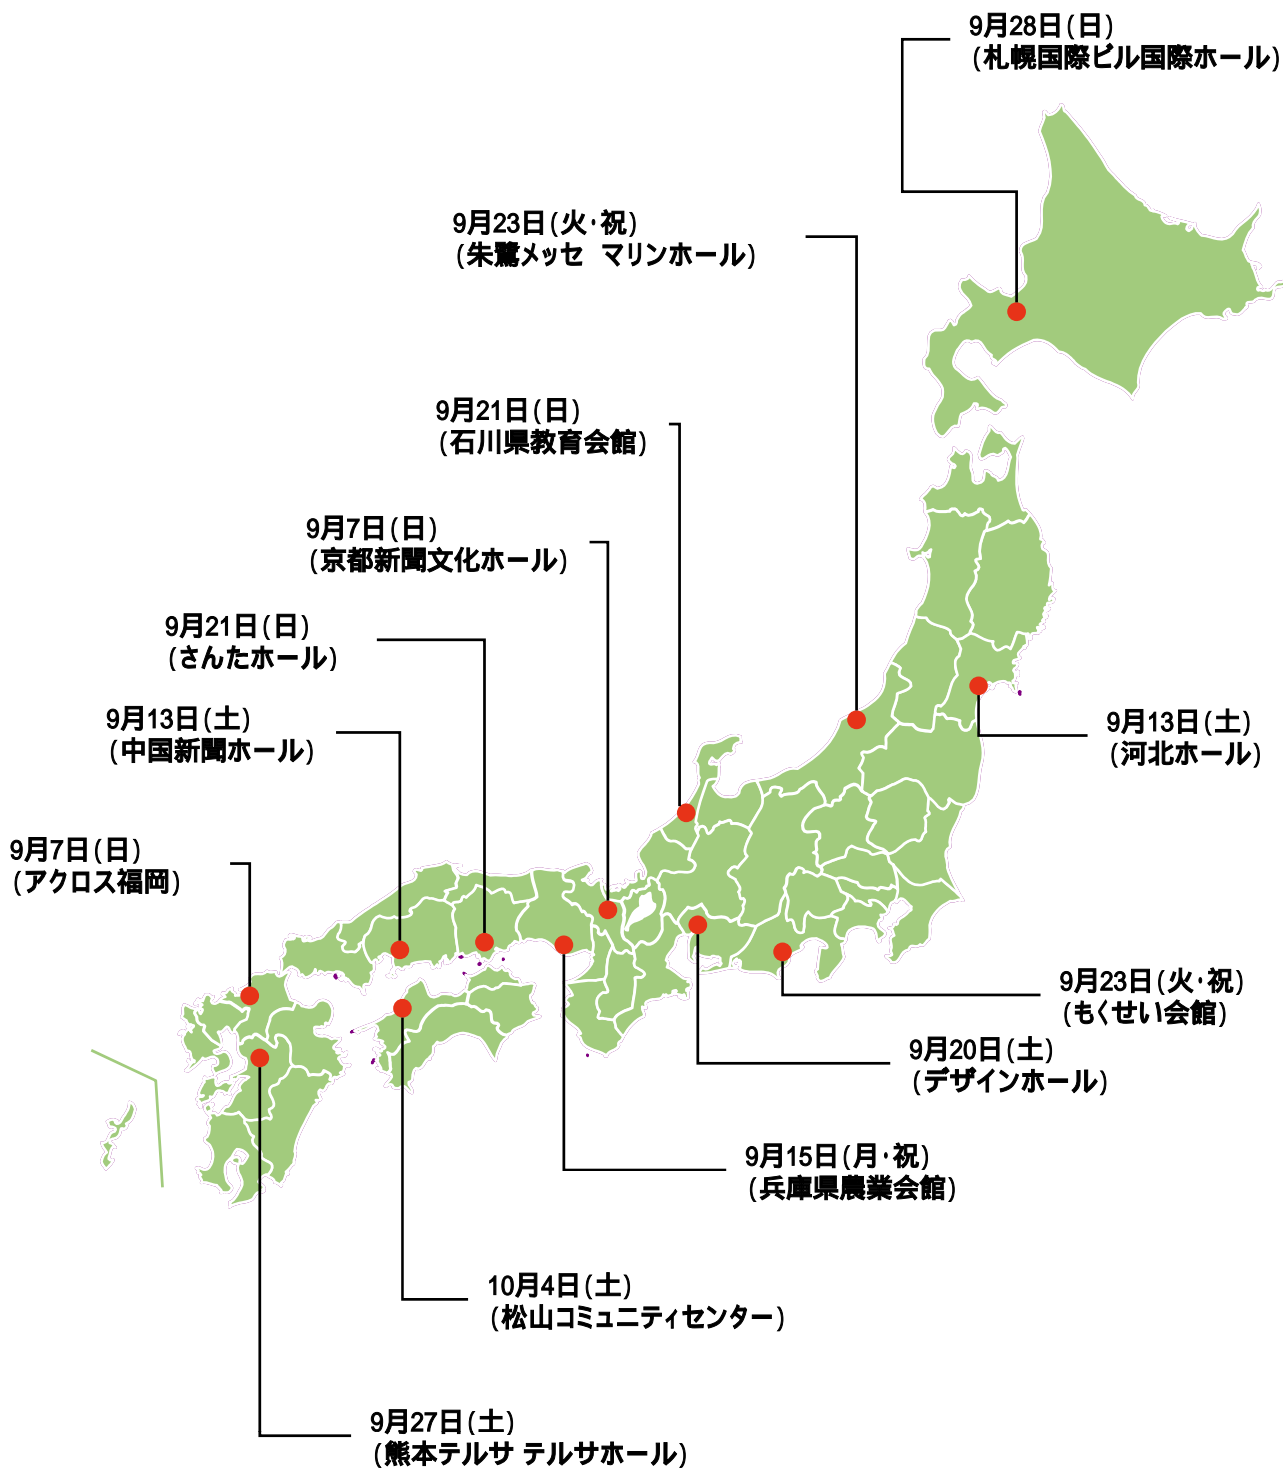 9月28日(日)
(札幌国際ビル国際ホール)
9月23日(火·祝)
(朱鷺メッセ マリンホール)
9月21日(日)
(石川県教育会館)
9月7日(日)
(京都新聞文化ホール)
9月21日(日)
(さんたホール)
9月13日(土)
(中国新聞ホール)
9月13日(土)
(河北ホール)
9月7日(日)
(アクロス福岡)
9月23日(火·祝)
(もくせい会館)
9月20日(土)
(デザインホール)
9月15日(月·祝)
(兵庫県農業会館)
10月4日(土)
(松山コミュニティセンター)
9月27日(土)
(熊本テルサ テルサホール)